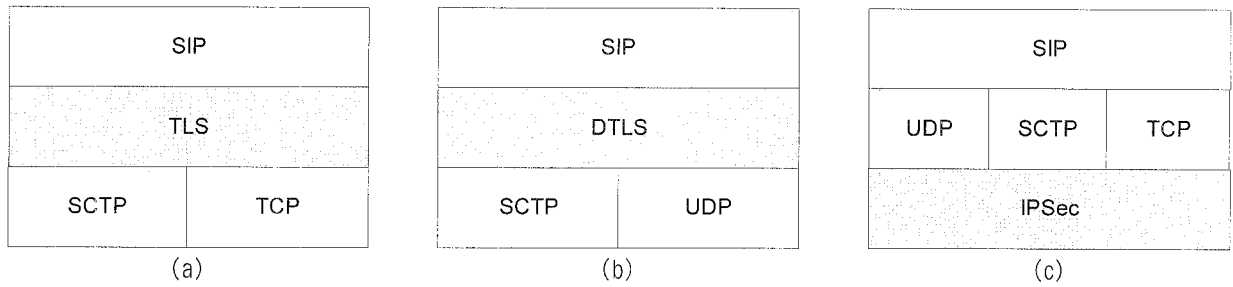 SIP
TLS
SCTP TCP
(a)
SIP
DTLS
SCTP UDP
(b)
SIP
UDP SCTP TCP
IPSec
(c)